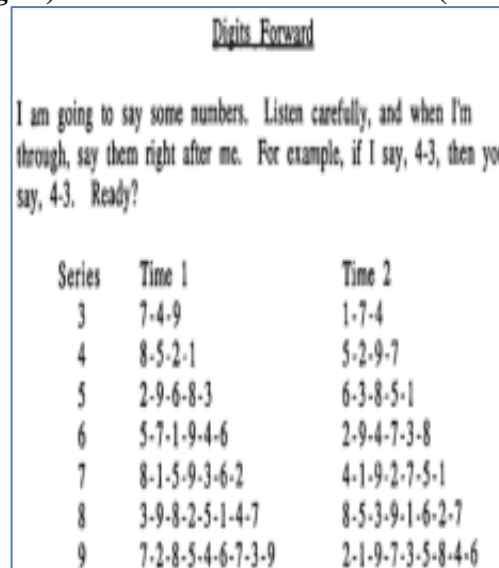 Digits Forward
I am going to say some numbers. Listen carefully, and when I'm
through, say them right after me. For example, if I say, 4-3, then you
say, 4-3. Ready?
Series Time 1 Time 2
3 7-4-9 1-7-4
4 8-5-2-1 5-2-9-7
5 2-9-6-8-3 6-3-8-5-1
6 5-7-1-9-4-6 2-9-4-7-3-8
7 8-1-5-9-3-6-2 4-1-9-2-7-5-1
8 3-9-8-2-5-1-4-7 8-5-3-9-1-6-2-7
9 7-2-8-5-4-6-7-3-9 2-1-9-7-3-5-8-4-6